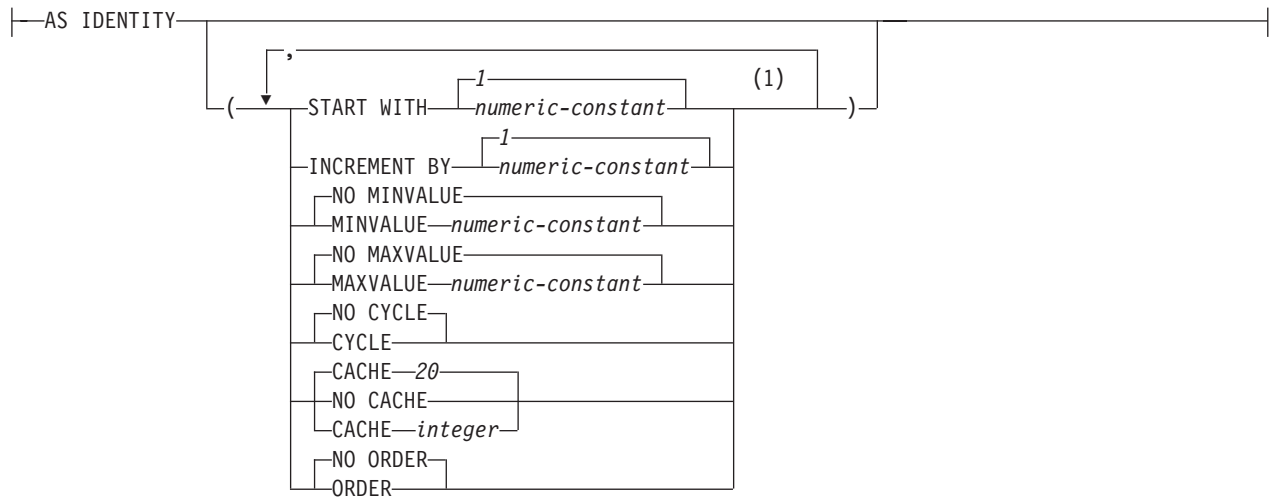 AS IDENTITY
,
1 (1)
( START WITH numeric-constant )
1
INCREMENT BY numeric-constant
NO MINVALUE
MINVALUE numeric-constant
NO MAXVALUE
MAXVALUE numeric-constant
NO CYCLE
CYCLE
CACHE 20
NO CACHE
CACHE integer
NO ORDER
ORDER